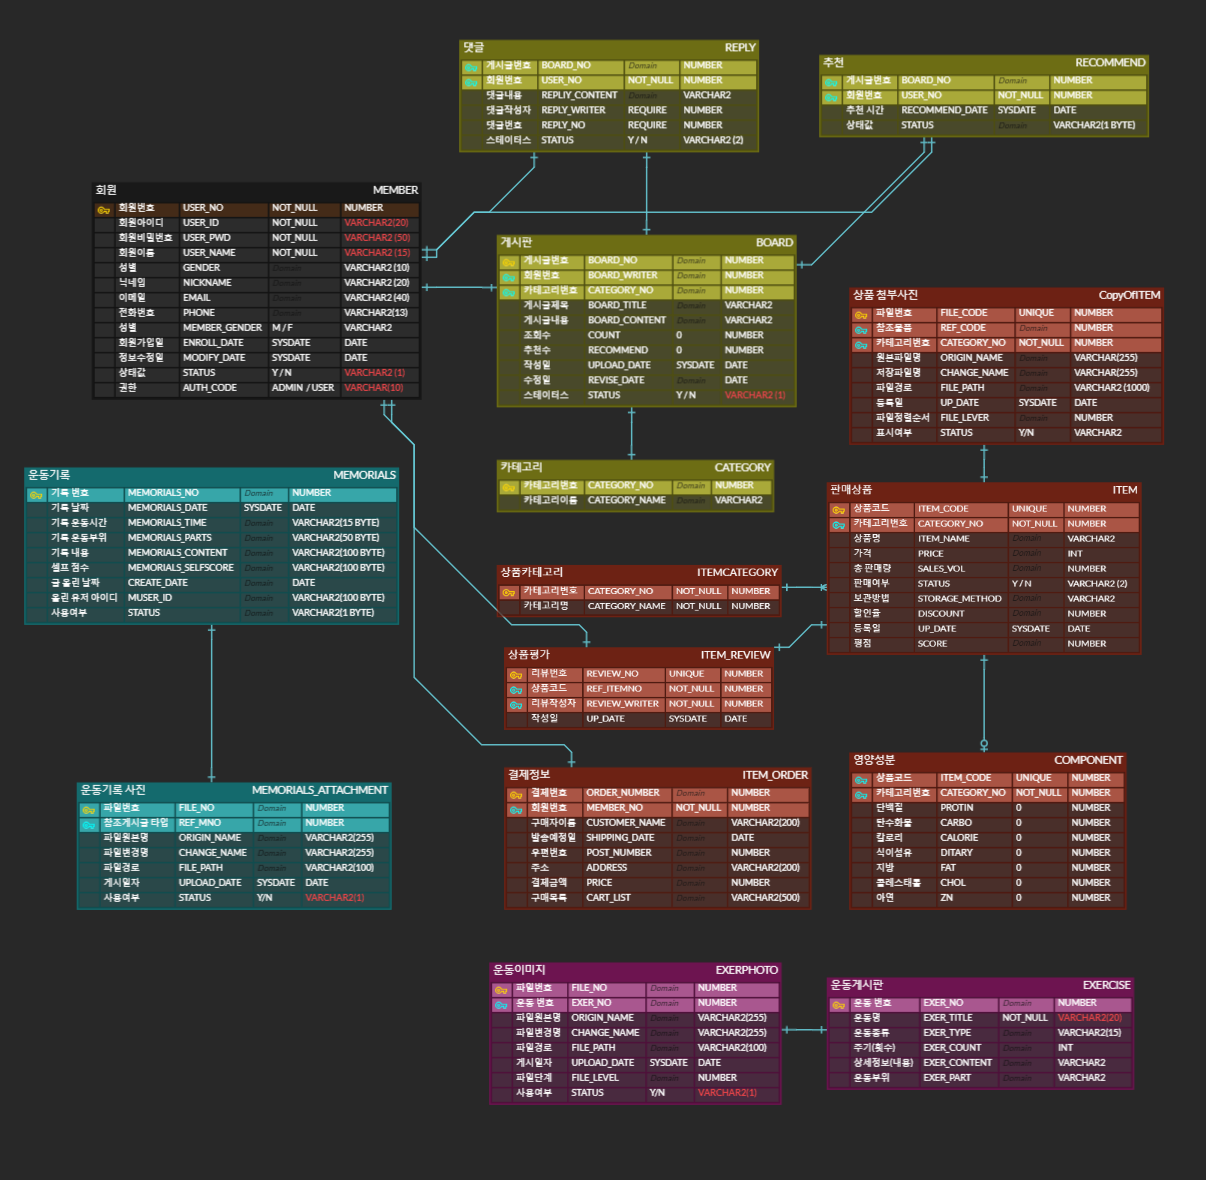 댓글 REPLY
게시글번호 BOARD_NO Domain NUMBER
회원번호 USER_NO NOT_NULL NUMBER
댓글내용 REPLY_CONTENT Domain VARCHAR2
댓글작성자 REPLY_WRITER REQUIRE NUMBER
댓글번호 REPLY_NO REQUIRE NUMBER
스테이터스 STATUS Y / N VARCHAR2 (2)
추천 RECOMMEND
게시글번호 BOARD_NO Domain NUMBER
회원번호 USER_NO NOT_NULL NUMBER
추천 시간 RECOMMEND_DATE SYSDATE DATE
상태값 STATUS Domain VARCHAR2(1 BYTE)
회원 MEMBER
회원번호 USER_NO NOT_NULL NUMBER
회원아이디 USER_ID NOT_NULL VARCHAR2(20)
회원비밀번호 USER_PWD NOT_NULL VARCHAR2 (50)
회원이름 USER_NAME NOT_NULL VARCHAR2 (15)
성별 GENDER Domain VARCHAR2 (10)
닉네임 NICKNAME Domain VARCHAR2 (20)
이메일 EMAIL Domain VARCHAR2 (40)
전화번호 PHONE Domain VARCHAR2(13)
성별 MEMBER_GENDER M / F VARCHAR2
회원가입일 ENROLL_DATE SYSDATE DATE
정보수정일 MODIFY_DATE SYSDATE DATE
상태값 STATUS Y / N VARCHAR2 (1)
권한 AUTH_CODE ADMIN / USER VARCHAR(10)
게시판 BOARD
게시글번호 BOARD_NO Domain NUMBER
회원번호 BOARD_WRITER Domain NUMBER
카테고리번호 CATEGORY_NO Domain NUMBER
게시글제목 BOARD_TITLE Domain VARCHAR2
게시글내용 BOARD_CONTENT Domain VARCHAR2
조회수 COUNT 0 NUMBER
추천수 RECOMMEND 0 NUMBER
작성일 UPLOAD_DATE SYSDATE DATE
수정일 REVISE_DATE Domain DATE
스테이터스 STATUS Y / N VARCHAR2 (1)
상품 첨부사진 CopyOfITEM
파일번호 FILE_CODE UNIQUE NUMBER
참조물품 REF_CODE Domain NUMBER
카테고리번호 CATEGORY_NO NOT_NULL NUMBER
원본파일명 ORIGIN_NAME Domain VARCHAR(255)
저장파일명 CHANGE_NAME Domain VARCHAR(255)
파일경로 FILE_PATH Domain VARCHAR2 (1000)
등록일 UP_DATE SYSDATE DATE
파일정렬순서 FILE_LEVER Domain NUMBER
표시여부 STATUS Y/N VARCHAR2
카테고리 CATEGORY
카테고리번호 CATEGORY_NO Domain NUMBER
카테고리이름 CATEGORY_NAME Domain VARCHAR2
운동기록 MEMORIALS
기록 번호 MEMORIALS_NO Domain NUMBER
기록 날짜 MEMORIALS_DATE SYSDATE DATE
기록 운동시간 MEMORIALS_TIME Domain VARCHAR2(15 BYTE)
기록 운동부위 MEMORIALS_PARTS Domain VARCHAR2(50 BYTE)
기록 내용 MEMORIALS_CONTENT Domain VARCHAR2(100 BYTE)
셀프 점수 MEMORIALS_SELFSCORE Domain VARCHAR2(100 BYTE)
글 올린 날짜 CREATE_DATE Domain DATE
올린 유저 아이디 MUSER_ID Domain VARCHAR2(100 BYTE)
사용여부 STATUS Domain VARCHAR2(1 BYTE)
판매상품 ITEM
상품코드 ITEM_CODE UNIQUE NUMBER
카테고리번호 CATEGORY_NO NOT_NULL NUMBER
상품명 ITEM_NAME Domain VARCHAR2
가격 PRICE Domain INT
총 판매량 SALES_VOL Domain NUMBER
판매여부 STATUS Y / N VARCHAR2 (2)
보관방법 STORAGE_METHOD Domain VARCHAR2
할인율 DISCOUNT Domain NUMBER
등록일 UP_DATE SYSDATE DATE
평점 SCORE Domain NUMBER
상품카테고리 ITEMCATEGORY
카테고리번호 CATEGORY_NO NOT_NULL NUMBER
카테고리명 CATEGORY_NAME NOT_NULL NUMBER
상품평가 ITEM_REVIEW
리뷰번호 REVIEW_NO UNIQUE NUMBER
상품코드 REF_ITEMNO NOT_NULL NUMBER
리뷰작성자 REVIEW_WRITER NOT_NULL NUMBER
작성일 UP_DATE SYSDATE DATE
운동기록 사진 MEMORIALS_ATTACHMENT
파일번호 FILE_NO Domain NUMBER
참조게시글 타입 REF_MNO Domain NUMBER
파일원본명 ORIGIN_NAME Domain VARCHAR2(255)
파일변경명 CHANGE_NAME Domain VARCHAR2(255)
파일경로 FILE_PATH Domain VARCHAR2(100)
게시일자 UPLOAD_DATE SYSDATE DATE
사용여부 STATUS Y/N VARCHAR2(1)
결제정보 ITEM_ORDER
결제번호 ORDER_NUMBER Domain NUMBER
회원번호 MEMBER_NO NOT_NULL NUMBER
구매자이름 CUSTOMER_NAME Domain VARCHAR2(200)
발송예정일 SHIPPING_DATE Domain DATE
우편번호 POST_NUMBER Domain NUMBER
주소 ADDRESS Domain VARCHAR2(200)
결제금액 PRICE Domain NUMBER
구매목록 CART_LIST Domain VARCHAR2(500)
영양성분 COMPONENT
상품코드 ITEM_CODE UNIQUE NUMBER
카테고리번호 CATEGORY_NO NOT_NULL NUMBER
단백질 PROTIN 0 NUMBER
탄수화물 CARBO 0 NUMBER
칼로리 CALORIE 0 NUMBER
식이섬유 DITARY 0 NUMBER
지방 FAT 0 NUMBER
콜레스테롤 CHOL 0 NUMBER
아연 ZN 0 NUMBER
운동이미지 EXERPHOTO
파일번호 FILE_NO Domain NUMBER
운동 번호 EXER_NO Domain NUMBER
파일원본명 ORIGIN_NAME Domain VARCHAR2(255)
파일변경명 CHANGE_NAME Domain VARCHAR2(255)
파일경로 FILE_PATH Domain VARCHAR2(100)
게시일자 UPLOAD_DATE SYSDATE DATE
파일단계 FILE_LEVEL Domain NUMBER
사용여부 STATUS Y/N VARCHAR2(1)
운동게시판 EXERCISE
운동 번호 EXER_NO Domain NUMBER
운동명 EXER_TITLE NOT_NULL VARCHAR2(20)
운동종류 EXER_TYPE Domain VARCHAR2(15)
주기(횟수) EXER_COUNT Domain INT
상세정보(내용) EXER_CONTENT Domain VARCHAR2
운동부위 EXER_PART Domain VARCHAR2